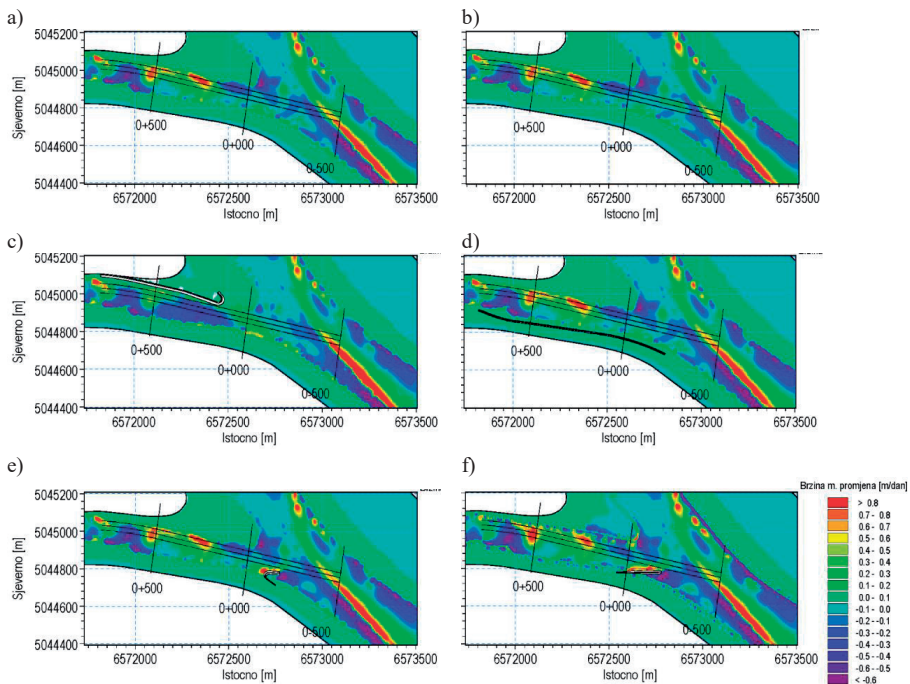 a)
b)
5045200
5045000
4044800
5044600
5044400
Sjeverno [m]
0+500
0+000
0-500
6572000
6572500
6573000
6573500
Istocno [m]
0+500
0+000
0-500
6572000
6572500
6573000
6573500
Istocno [m]
c)
d)
5045200
5045000
5044800
5044600
5044400
Sjeverno [m]
0+500
0+000
0-500
6572000
6572500
6573000
6573500
Istocno [m]
0+500
0+000
0-500
6572000
6572500
6573000
6573500
Istocno [m]
e)
f)
5045200
5045000
5044800
5044600
5044400
Sjeverno [m]
0+500
0+000
0-500
6572000
6572500
6573000
6573500
Istocno [m]
0+500
0+000
0-500
6572000
6572500
6573000
6573500
Istocno [m]
Brzina m. promjena [m/dan]
> 0.8
0.7 - 0.8
0.6 - 0.7
0.5 - 0.6
0.4 - 0.5
0.3 - 0.4
0.2 - 0.3
0.1 - 0.2
0.0 - 0.1
-0.1 - 0.0
-0.2 - -0.1
-0.3 - -0.2
-0.4 - -0.3
-0.5 - -0.4
-0.6 - -0.5
< -0.6